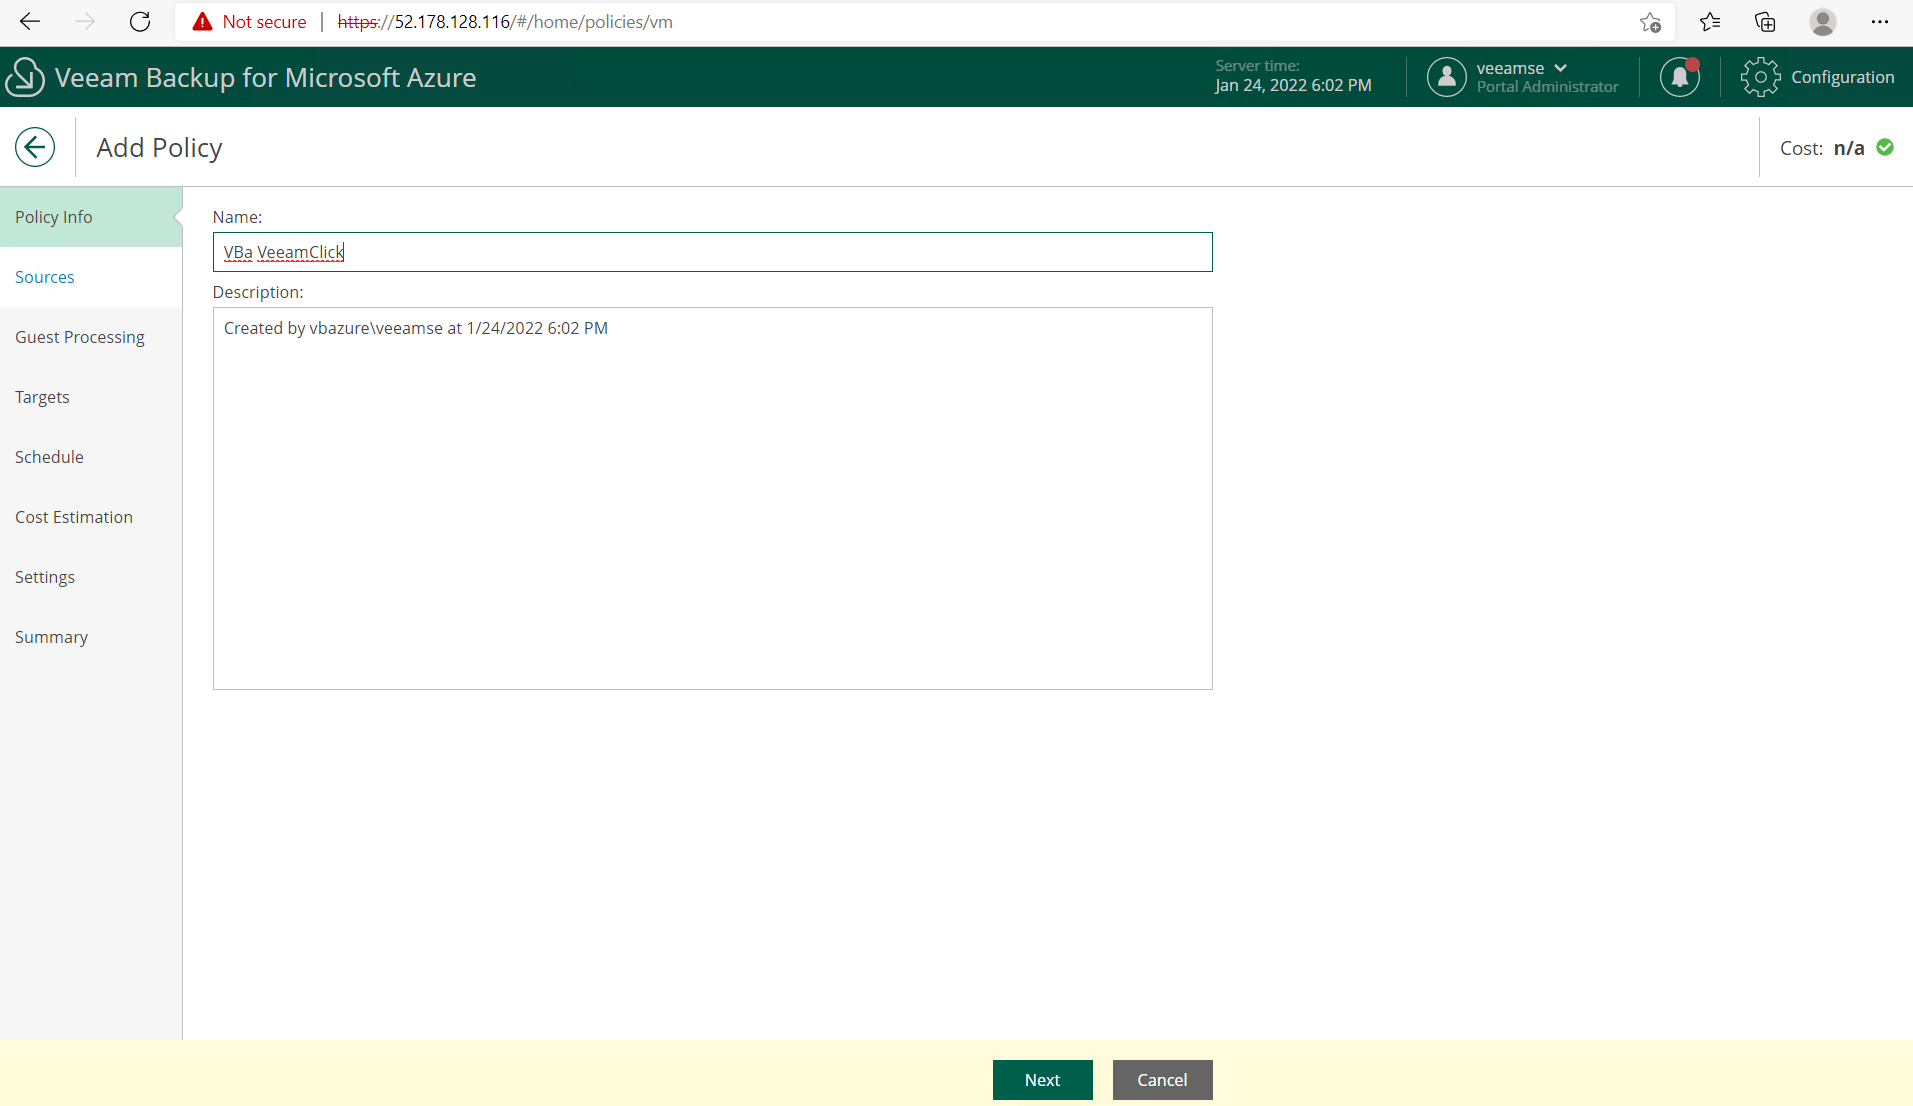 Not secure | https://52.178.128.116/#/home/policies/vm
Veeam Backup for Microsoft Azure
Server time:
Jan 24, 2022 6:02 PM
veeamse
Portal Administrator
Configuration
Add Policy
Cost: n/a
Policy Info
Sources
Guest Processing
Targets
Schedule
Cost Estimation
Settings
Summary
Name:
VBa VeeamClick
Description:
Created by vbazure\veeamse at 1/24/2022 6:02 PM
Next
Cancel